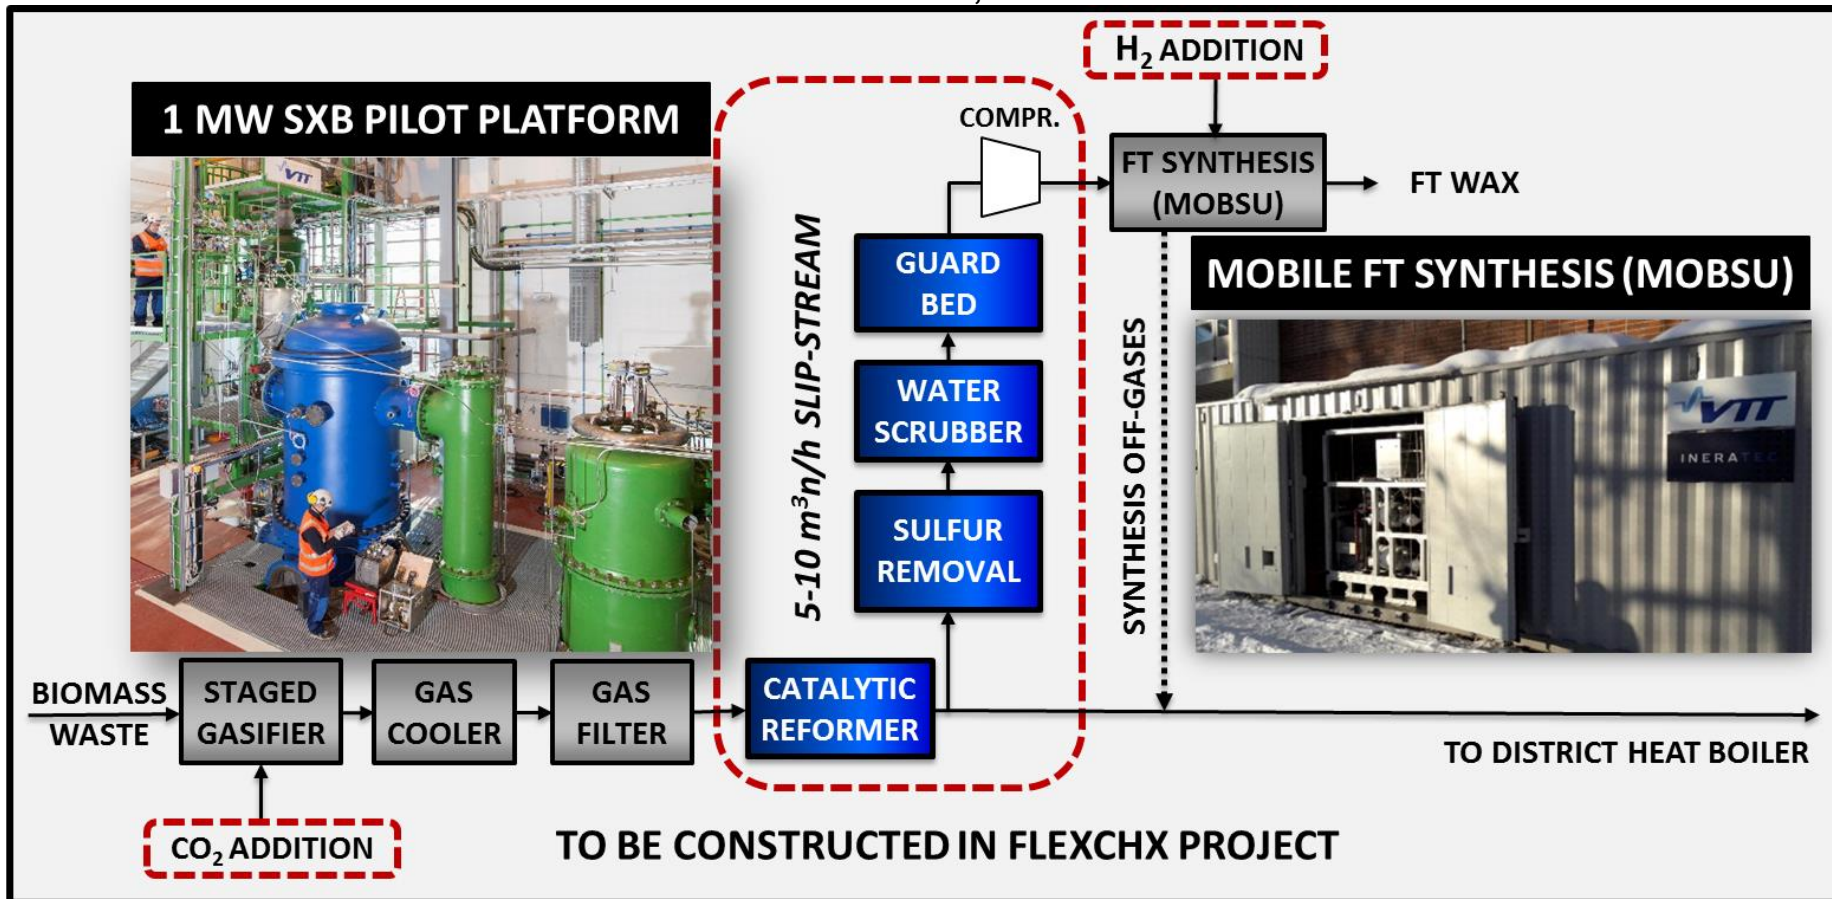 H₂ ADDITION
1 MW SXB PILOT PLATFORM
COMPR.
VTT
FT SYNTHESIS
(MOBSU)
FT WAX
5-10 m³n/h SLIP-STREAM
GUARD
BED
MOBILE FT SYNTHESIS (MOBSU)
WATER
SCRUBBER
SYNTHESIS OFF-GASES
VTT
INERATEC
SULFUR
REMOVAL
BIOMASS
WASTE
STAGED
GASIFIER
GAS
COOLER
GAS
FILTER
CATALYTIC
REFORMER
TO DISTRICT HEAT BOILER
CO₂ ADDITION
TO BE CONSTRUCTED IN FLEXCHX PROJECT